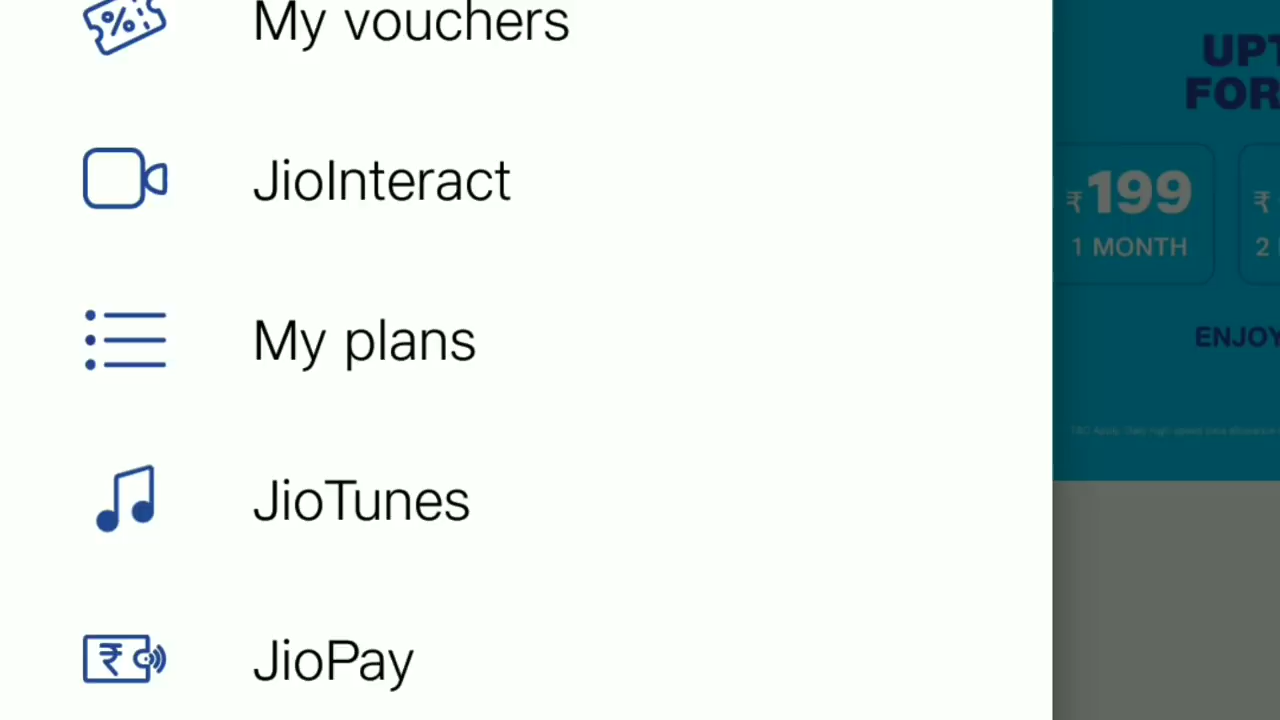 My vouchers
JioInteract
My plans
JioTunes
JioPay
UPT
FOR
₹199
1 MONTH
₹
2
ENJOY